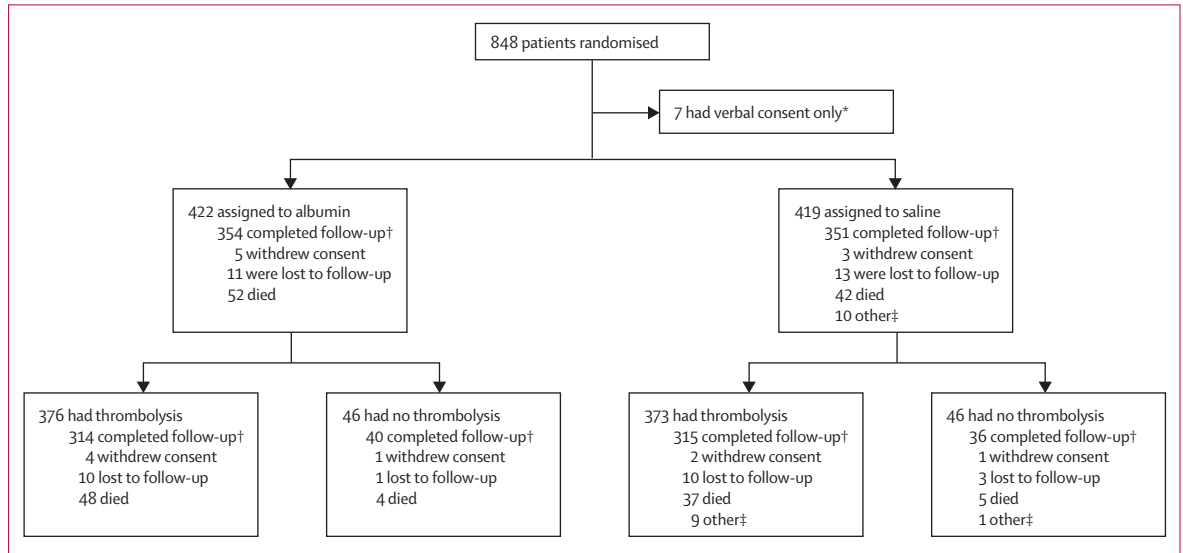 848 patients randomised
7 had verbal consent only*
422 assigned to albumin
354 completed follow-up†
5 withdrew consent
11 were lost to follow-up
52 died
419 assigned to saline
351 completed follow-up†
3 withdrew consent
13 were lost to follow-up
42 died
10 other‡
376 had thrombolysis
314 completed follow-up†
4 withdrew consent
10 lost to follow-up
48 died
46 had no thrombolysis
40 completed follow-up†
1 withdrew consent
1 lost to follow-up
4 died
373 had thrombolysis
315 completed follow-up†
2 withdrew consent
10 lost to follow-up
37 died
9 other‡
46 had no thrombolysis
36 completed follow-up†
1 withdrew consent
3 lost to follow-up
5 died
1 other‡